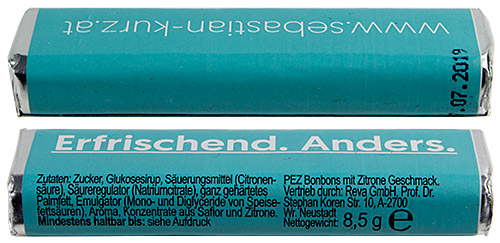 www.sebastian-kurz.at
.07. 2019
Erfrischend. Anders.
Zutaten: Zucker, Glukosesirup, Säuerungsmittel (Citronen-
säure), Säureregulator (Natriumcitrate), ganz gehärtetes
Palmfett, Emulgator (Mono- und Diglyceride von Speise-
fettsäuren), Aroma, Konzentrate aus Saflor und Zitrone.
Mindestens haltbar bis: siehe Aufdruck
PEZ Bonbons mit Zitrone Geschmack.
Vertrieb durch: Reva GmbH, Prof. Dr.
Stephan Koren Str. 10, A-2700
Wr. Neustadt
Nettogewicht: 8,5 g e